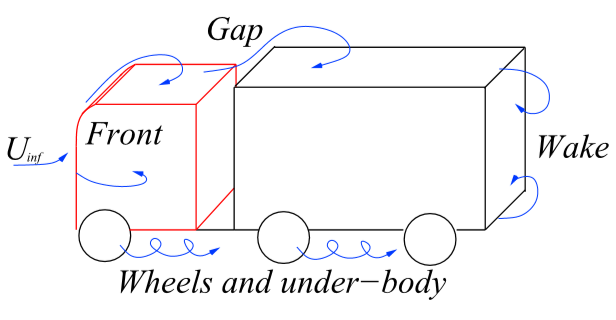 Gap
Front
U_inf
Wake
Wheels and under−body